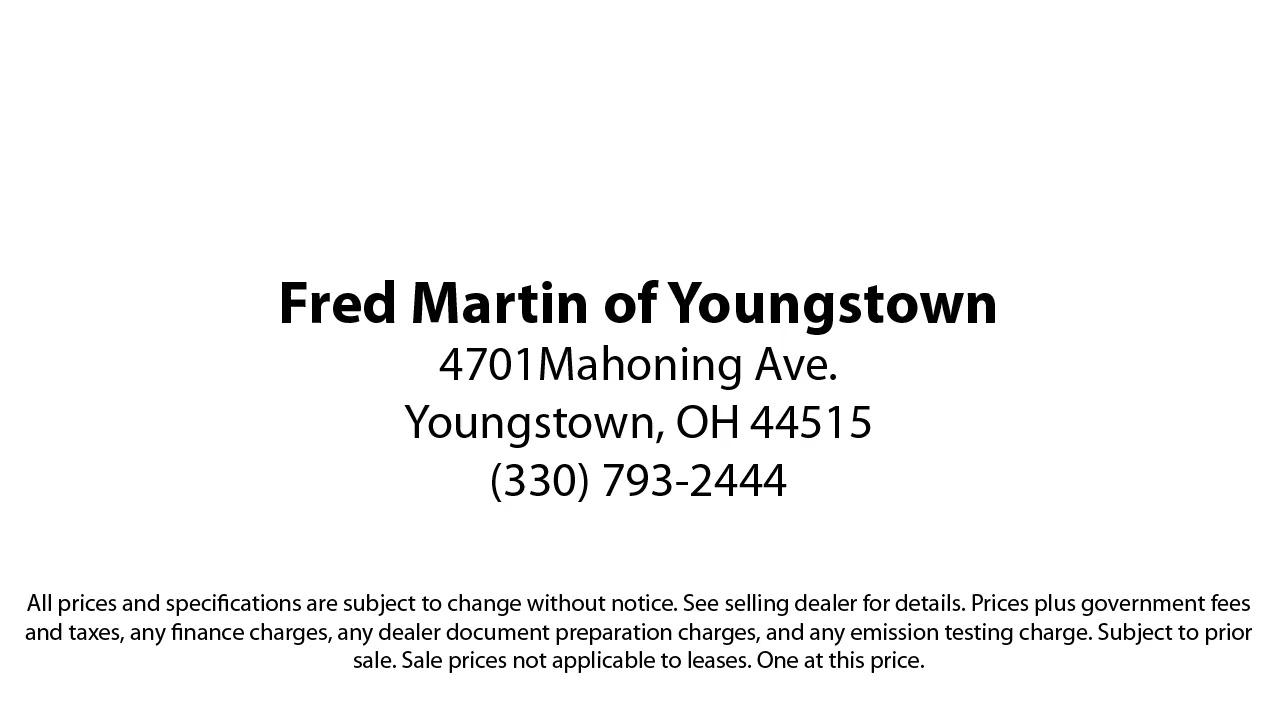 Fred Martin of Youngstown
4701Mahoning Ave.
Youngstown, OH 44515
(330) 793-2444
All prices and specifications are subject to change without notice. See selling dealer for details. Prices plus government fees
and taxes, any finance charges, any dealer document preparation charges, and any emission testing charge. Subject to prior
sale. Sale prices not applicable to leases. One at this price.